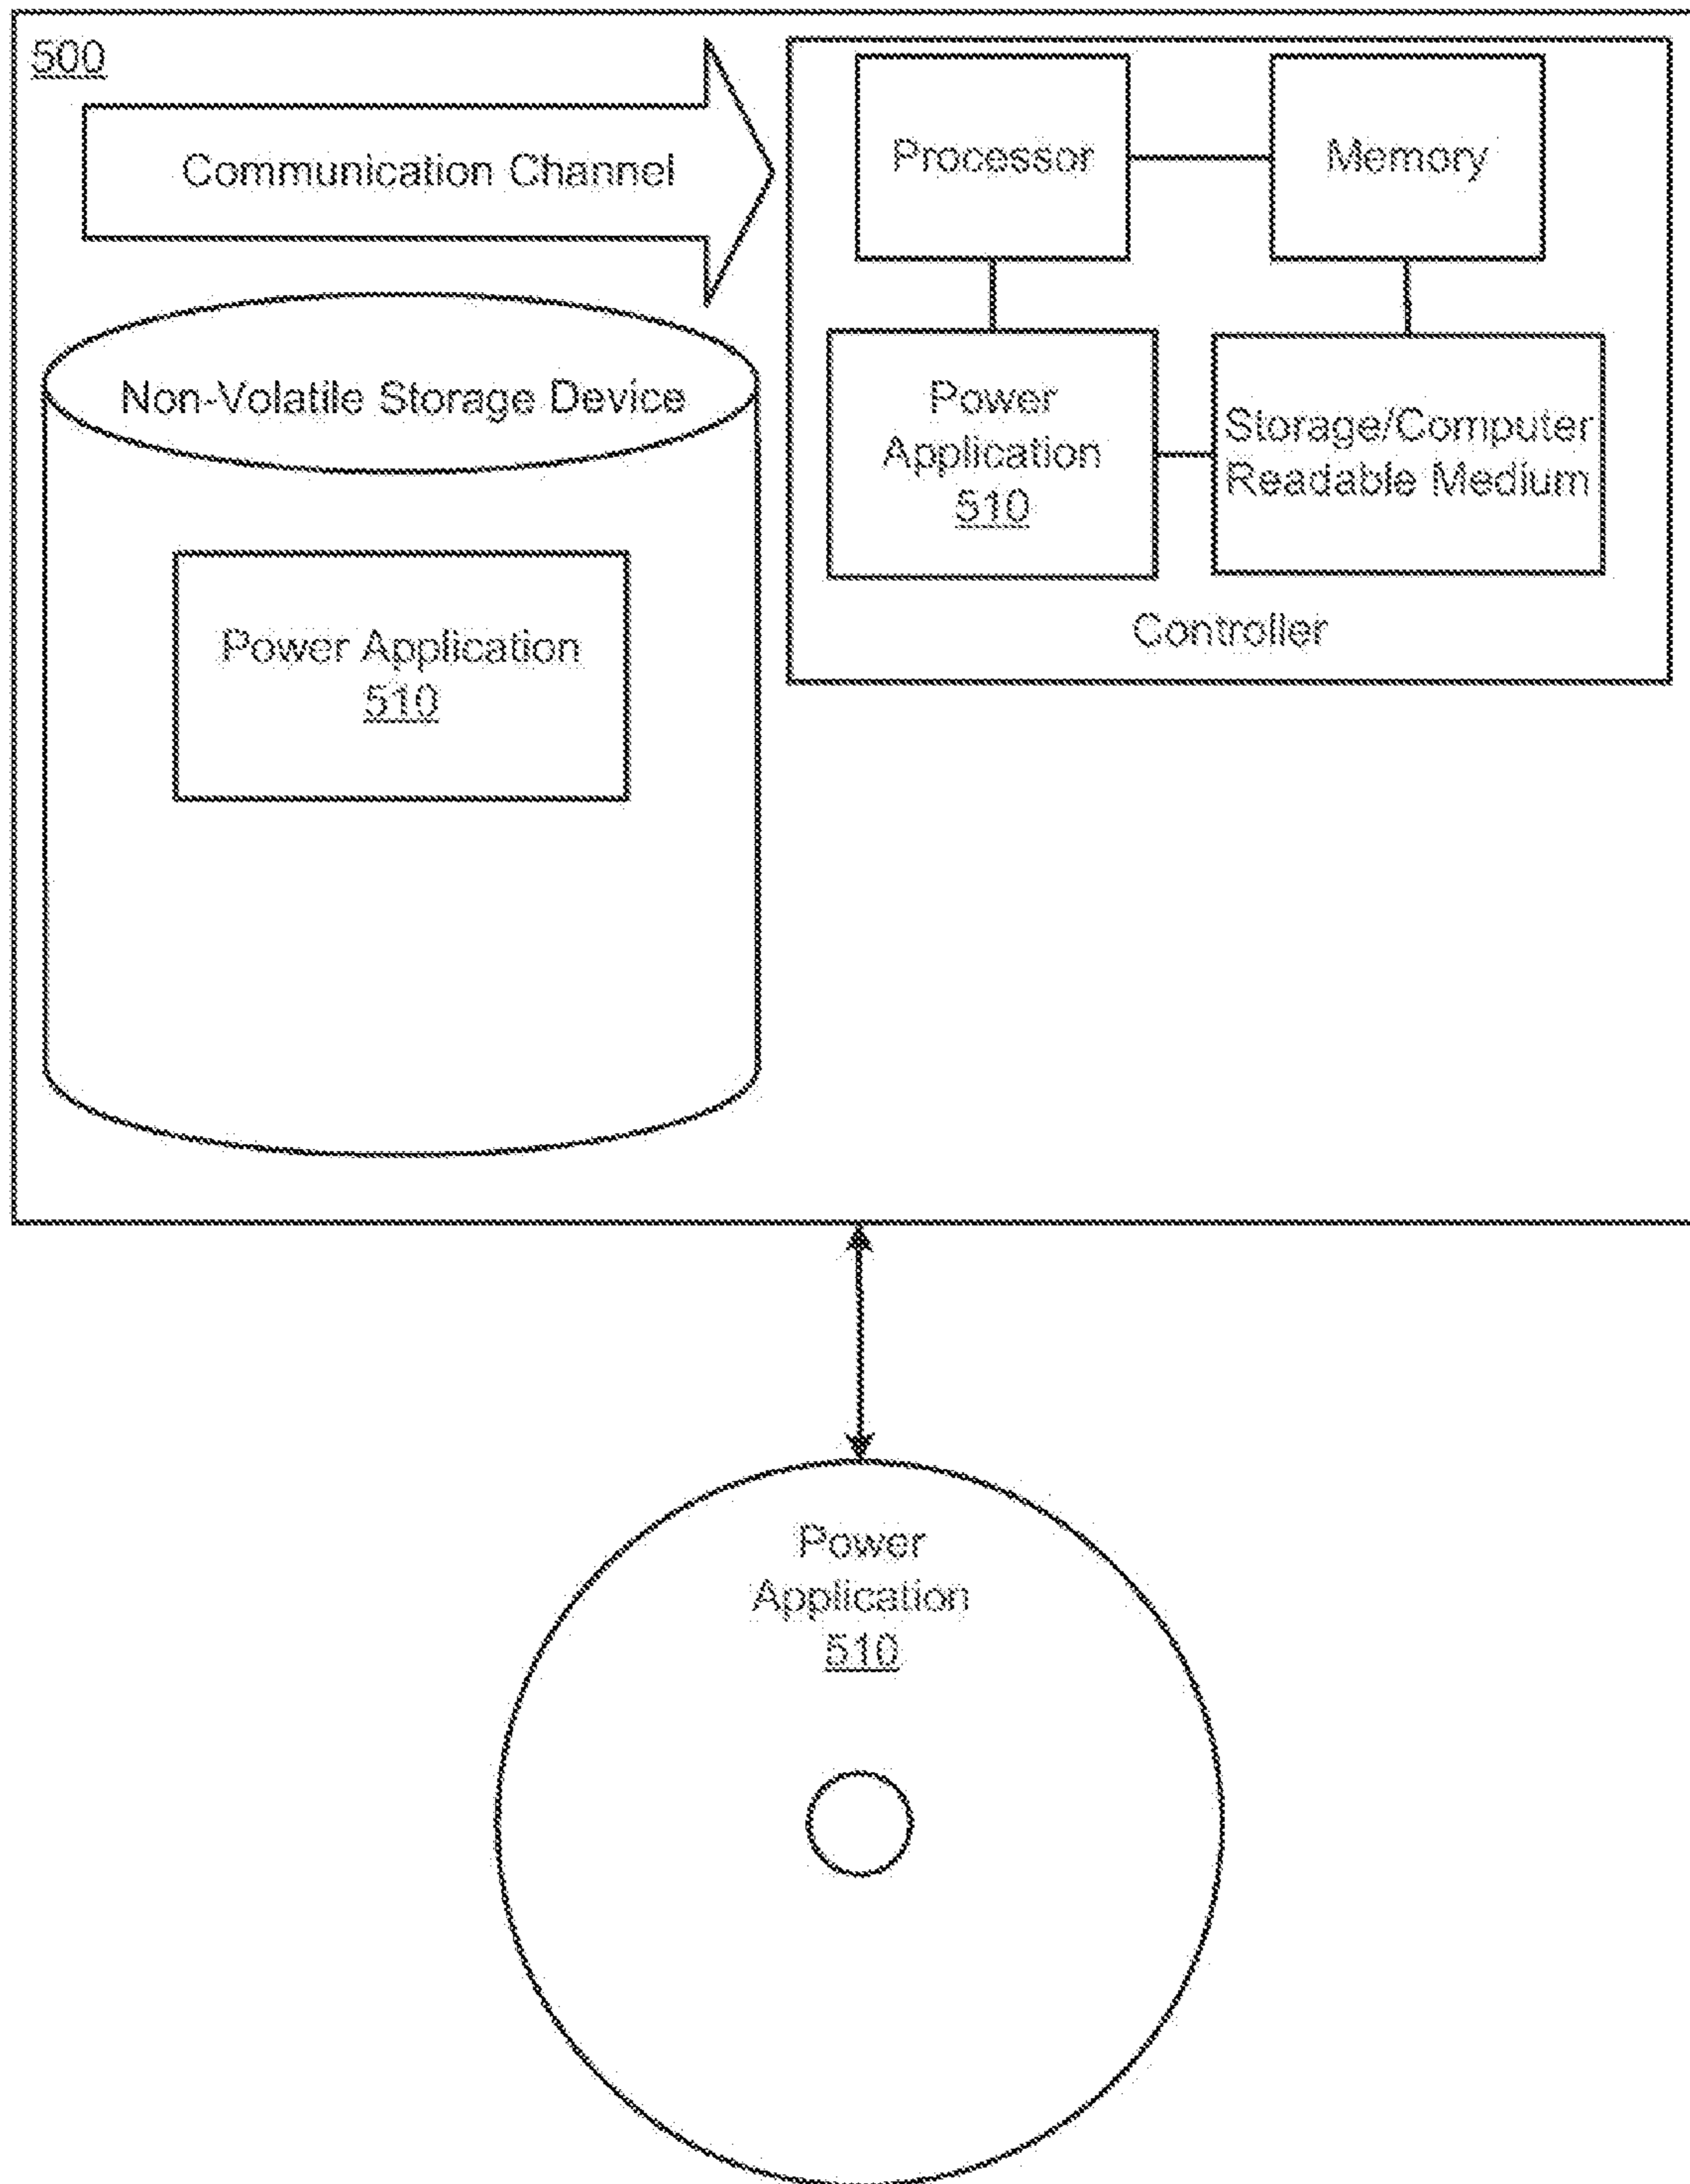 500
Communication Channel
Processor
Memory
Non-Volatile Storage Device
Power
Application
510
Storage/Computer
Readable Medium
Controller
Power Application
510
Power
Application
510